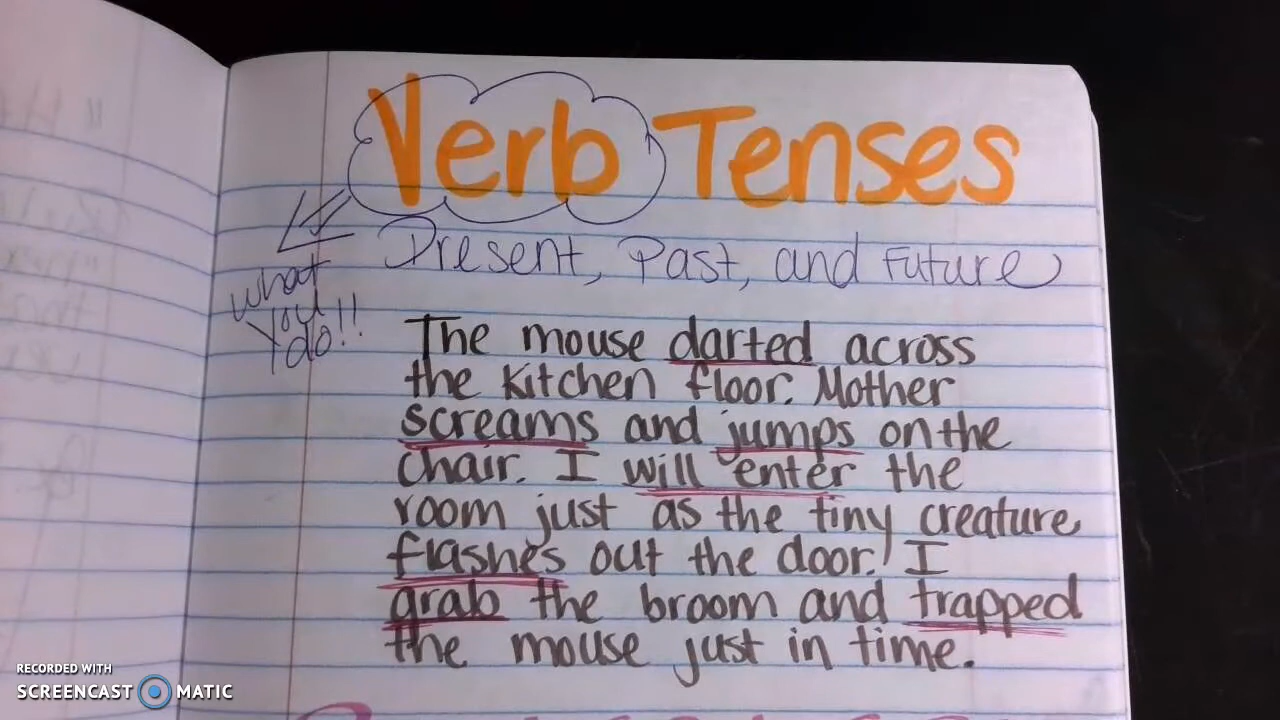 Verb Tenses
Present, Past, and Future
what
you
do!!
The mouse darted across
the kitchen floor. Mother
screams and jumps on the
chair. I will enter the
room just as the tiny creature
flashes out the door. I
grab the broom and trapped
the mouse just in time.
RECORDED WITH
SCREENCAST MATIC